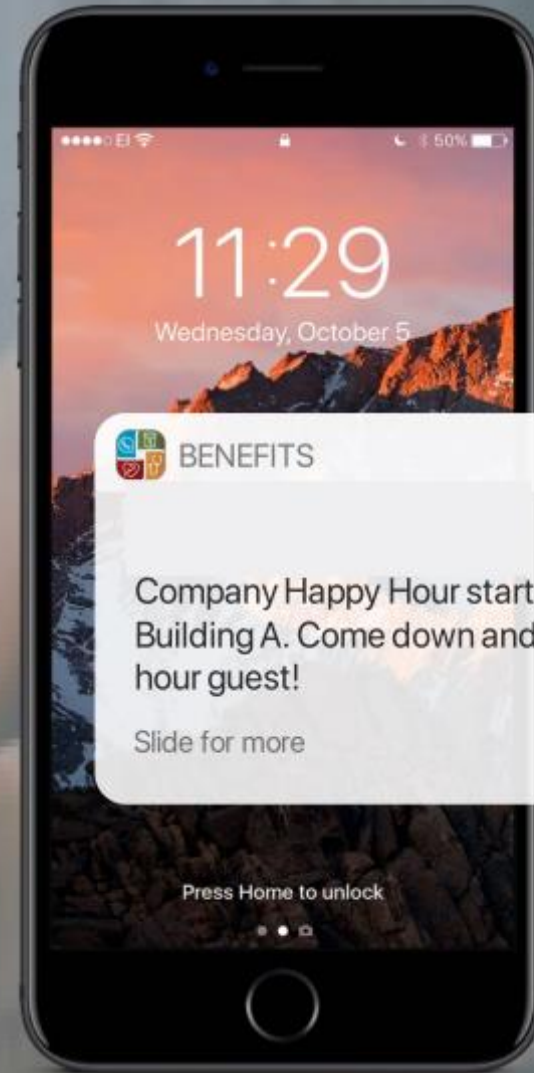 EI 50%
11:29
Wednesday, October 5
BENEFITS
Company Happy Hour start
Building A. Come down and
hour guest!
Slide for more
Press Home to unlock